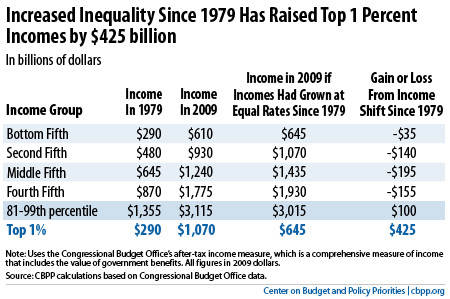 Increased Inequality Since 1979 Has Raised Top 1 Percent
Incomes by $425 billion
In billions of dollars
Income Group Income In 1979 Income In 2009 Income in 2009 if Incomes Had Grown at Equal Rates Since 1979 Gain or Loss From Income Shift Since 1979
Bottom Fifth $290 $610 $645 -$35
Second Fifth $480 $930 $1,070 -$140
Middle Fifth $645 $1,240 $1,435 -$195
Fourth Fifth $870 $1,775 $1,930 -$155
81-99th percentile $1,355 $3,115 $3,015 $100
Top 1% $290 $1,070 $645 $425
Note: Uses the Congressional Budget Office's after-tax income measure, which is a comprehensive measure of income
that includes the value of government benefits. All figures in 2009 dollars.
Source: CBPP calculations based on Congressional Budget Office data.
Center on Budget and Policy Priorities | cbpp.org